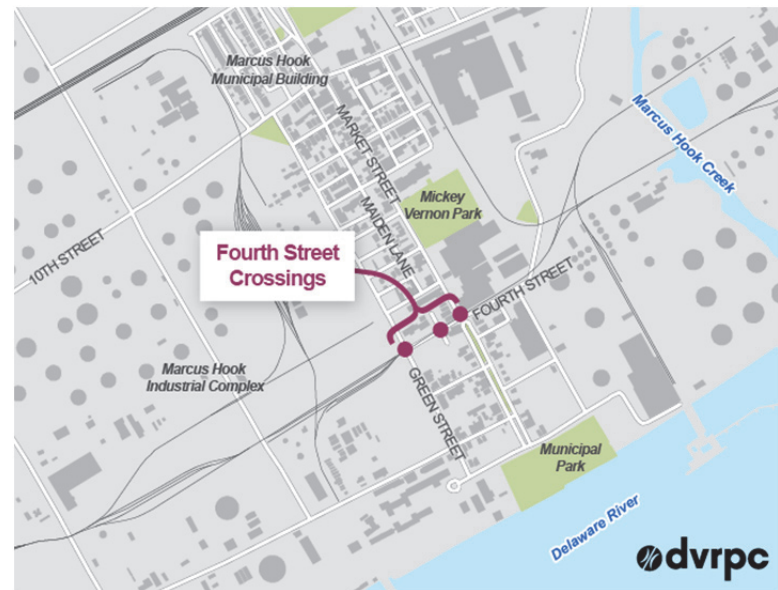 Marcus Hook
Municipal Building
MARKET STREET
Marcus Hook Creek
Mickey
Vernon Park
MAIDEN LANE
10TH STREET
Fourth Street
Crossings
FOURTH STREET
Marcus Hook
Industrial Complex
GREEN STREET
Municipal
Park
Delaware River
dvrpc